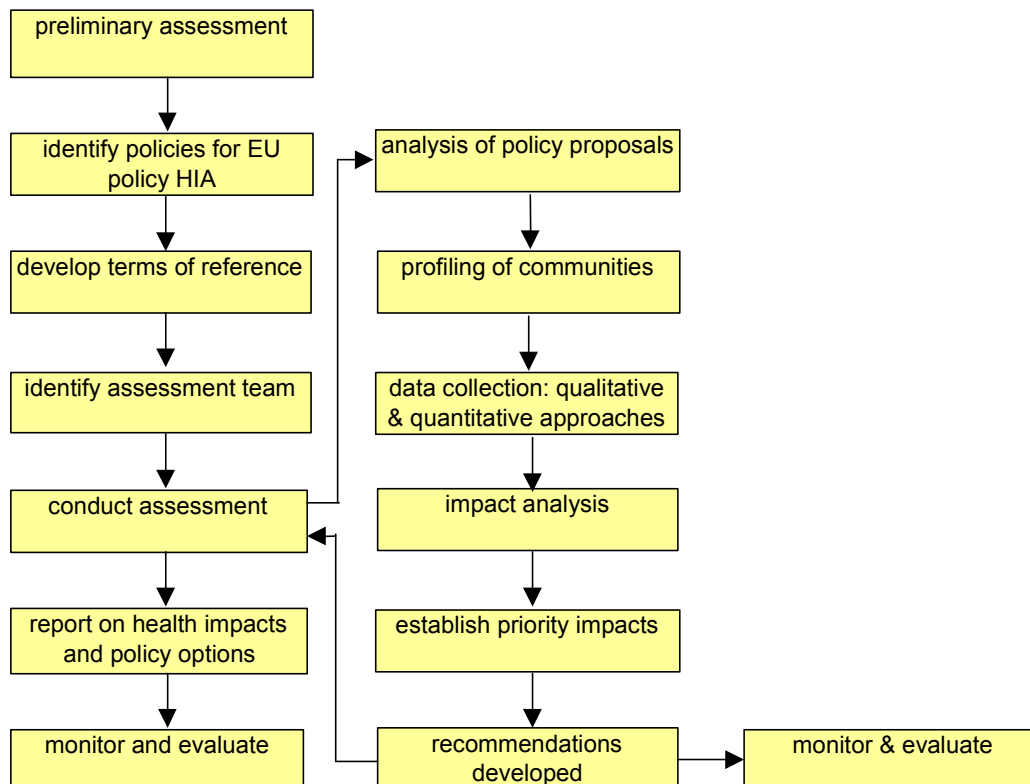 preliminary assessment
identify policies for EU
policy HIA
develop terms of reference
identify assessment team
conduct assessment
report on health impacts
and policy options
monitor and evaluate
analysis of policy proposals
profiling of communities
data collection: qualitative
& quantitative approaches
impact analysis
establish priority impacts
recommendations
developed
monitor & evaluate